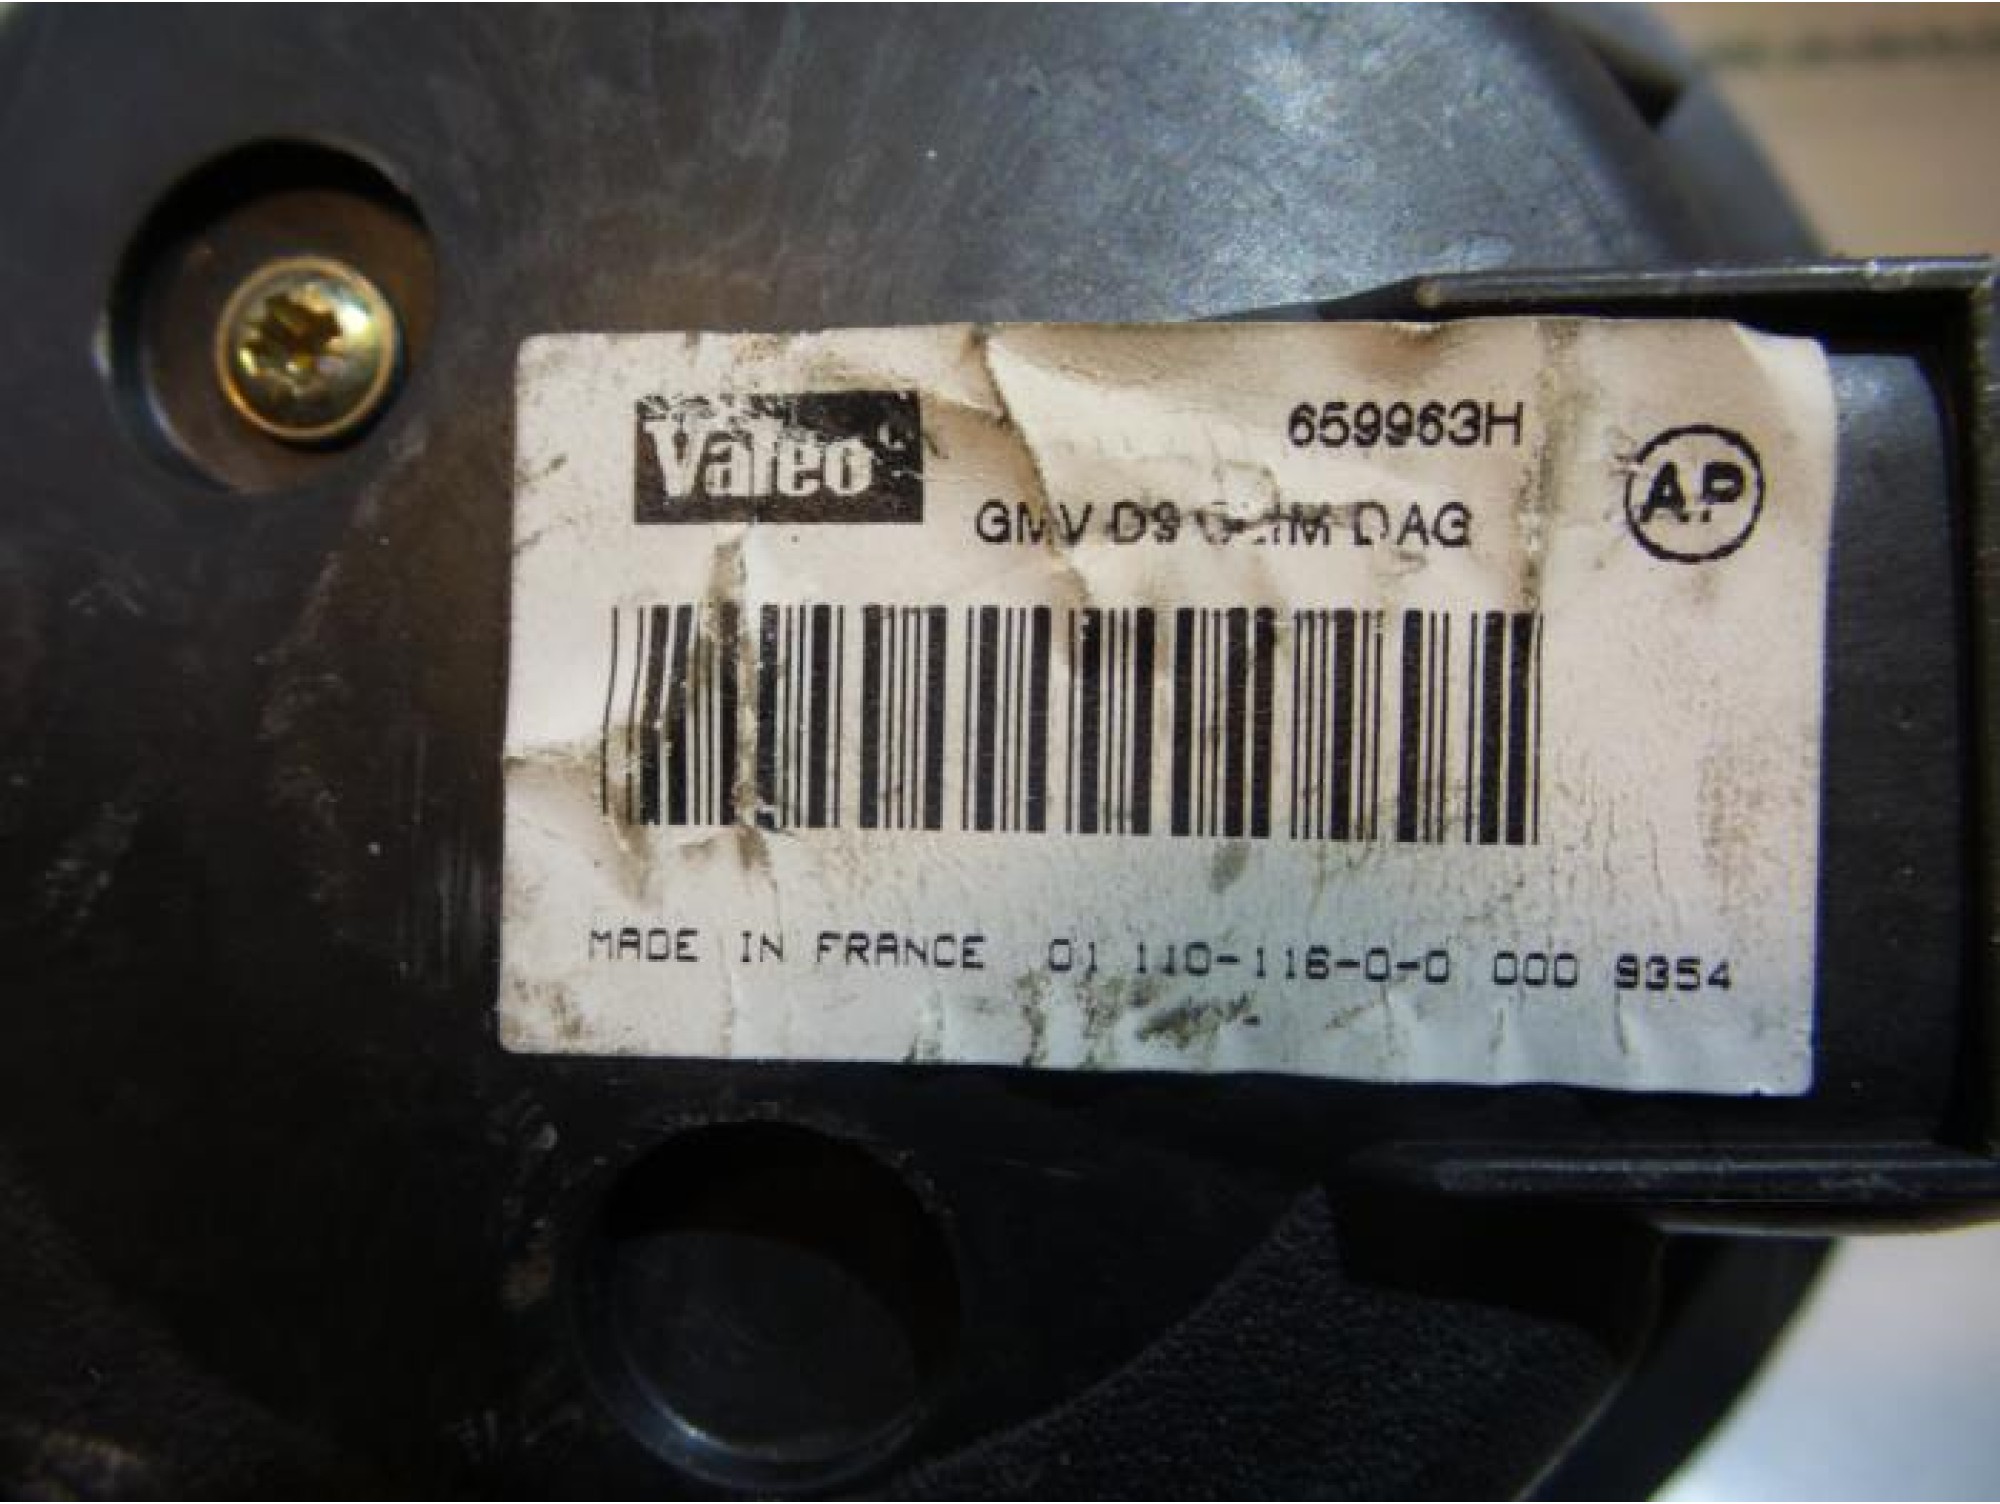 Valeo
659963H
GMV D9 DAG
A.P
MADE IN FRANCE 01 110-116-0-0 000 9354